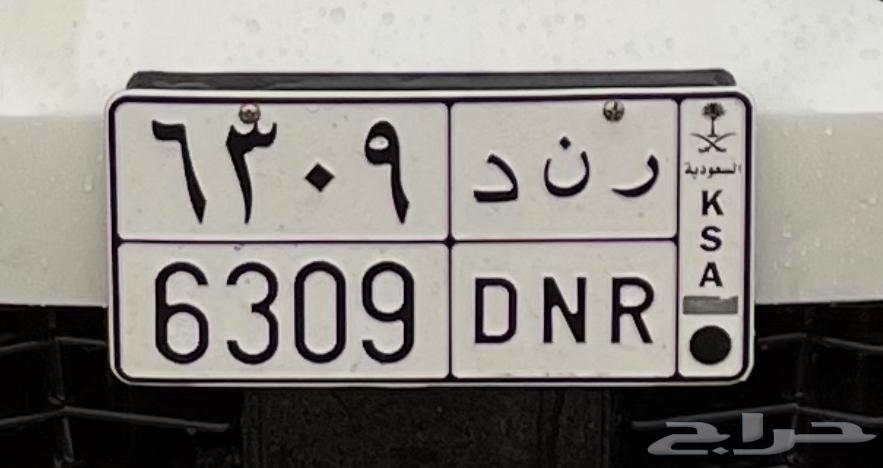 ٦٣٠٩ ر ن د
6309 DNR
السعودية
K
S
A
حراج